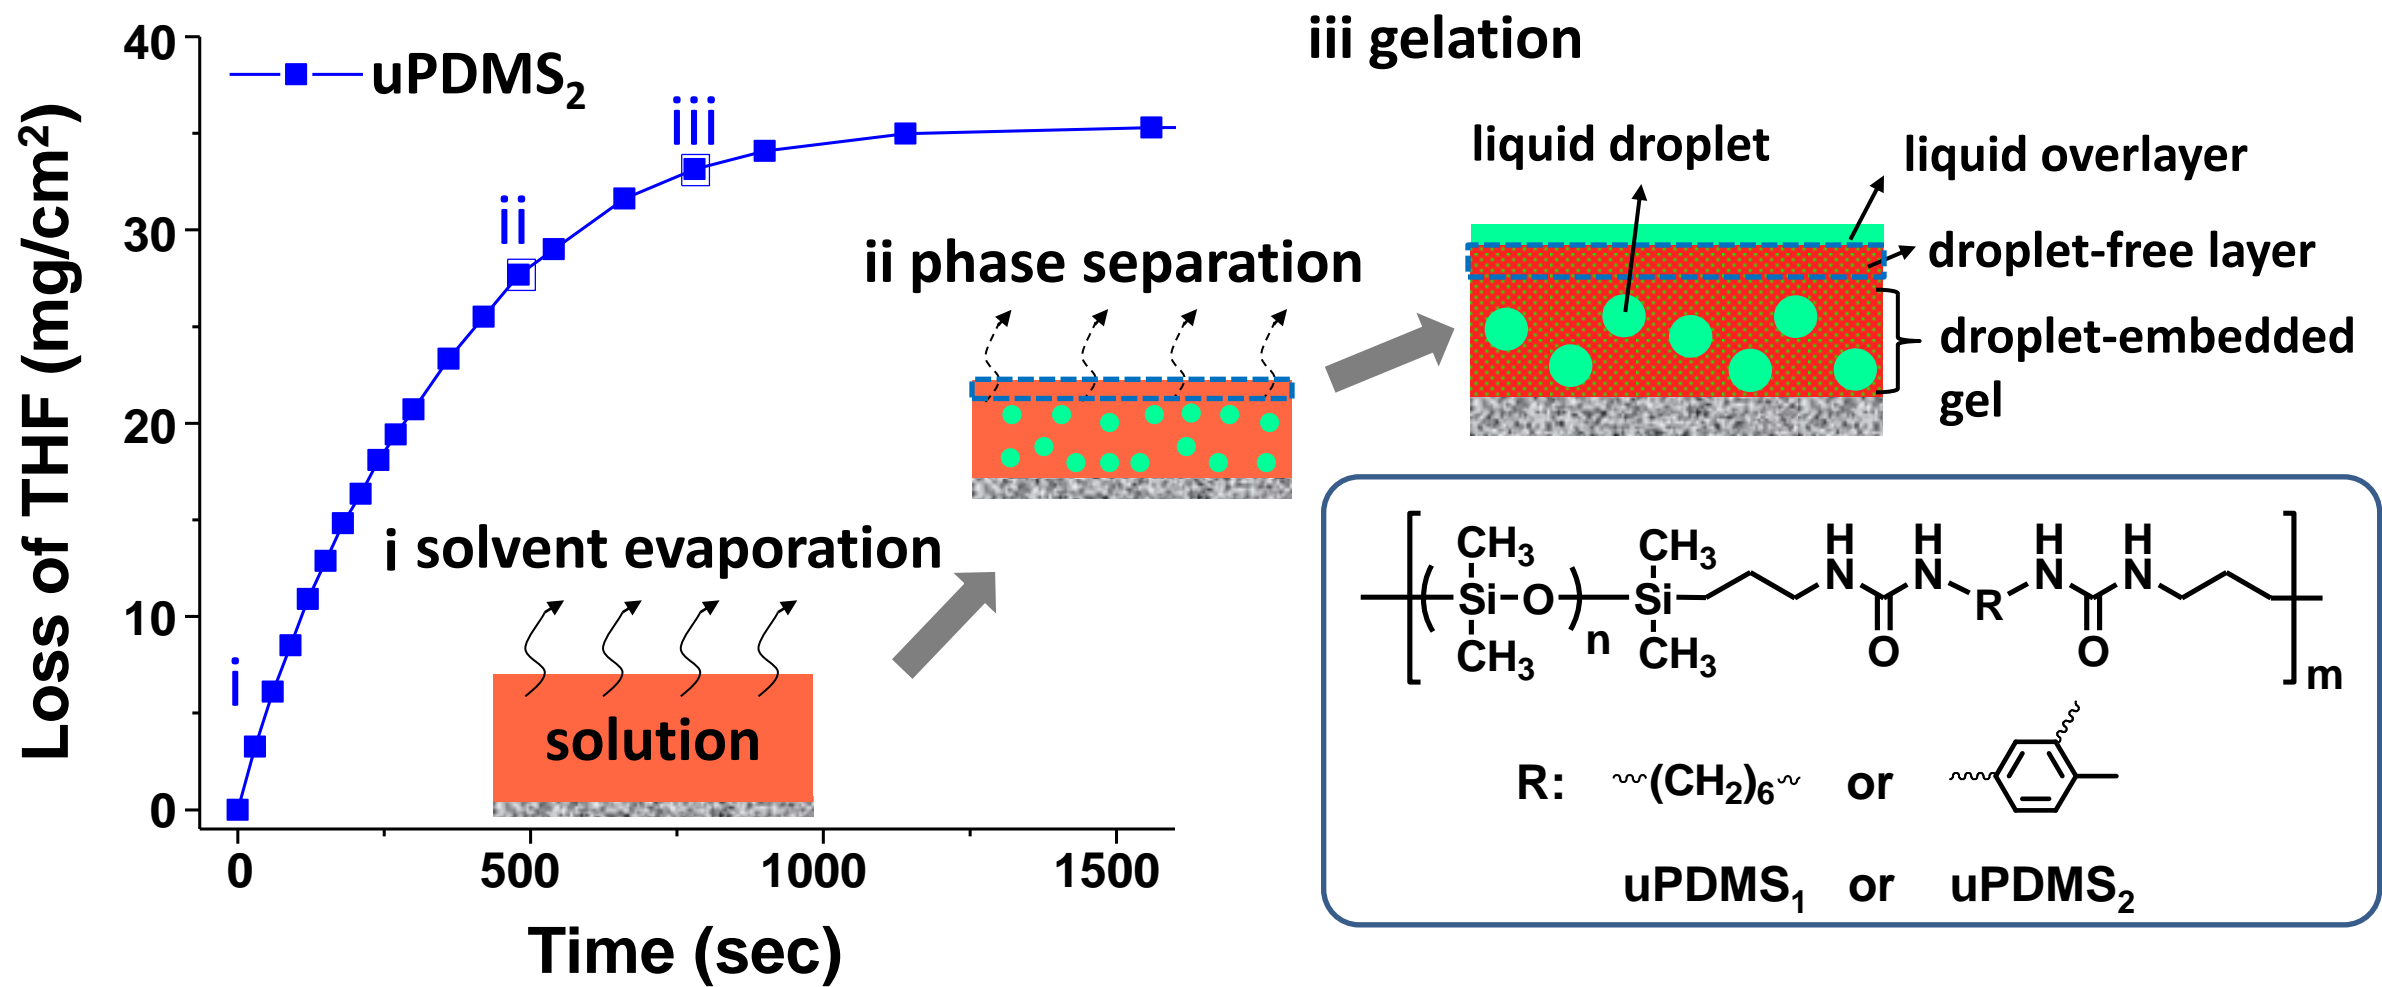 Loss of THF (mg/cm²)
40
30
20
10
0
0 500 1000 1500
Time (sec)
uPDMS₂
i
ii
iii
i solvent evaporation
solution
ii phase separation
iii gelation
liquid droplet
liquid overlayer
droplet-free layer
droplet-embedded
gel
CH₃ CH₃ H H H H
Si O Si N N R N N
CH₃ n CH₃ O O
m
R: (CH₂)₆ or
uPDMS₁ or uPDMS₂